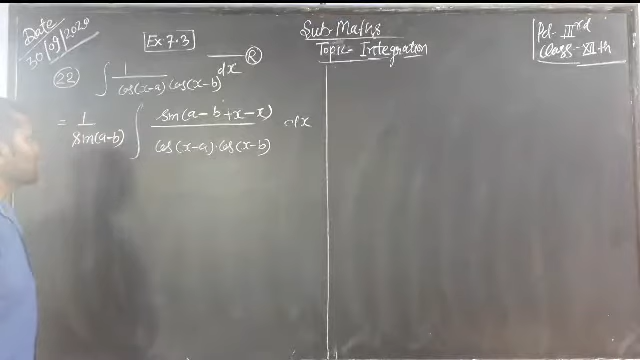 Date
30/09/2020
Ex 7.3
Sub- Maths
Topic- Integration
Pd- IIIrd
Class- XIIth
22 ∫ 1/(cos(x-a) cos(x-b)) dx R
= 1/sin(a-b) ∫ sin(a-b+x-x)/(cos(x-a).cos(x-b)) dx